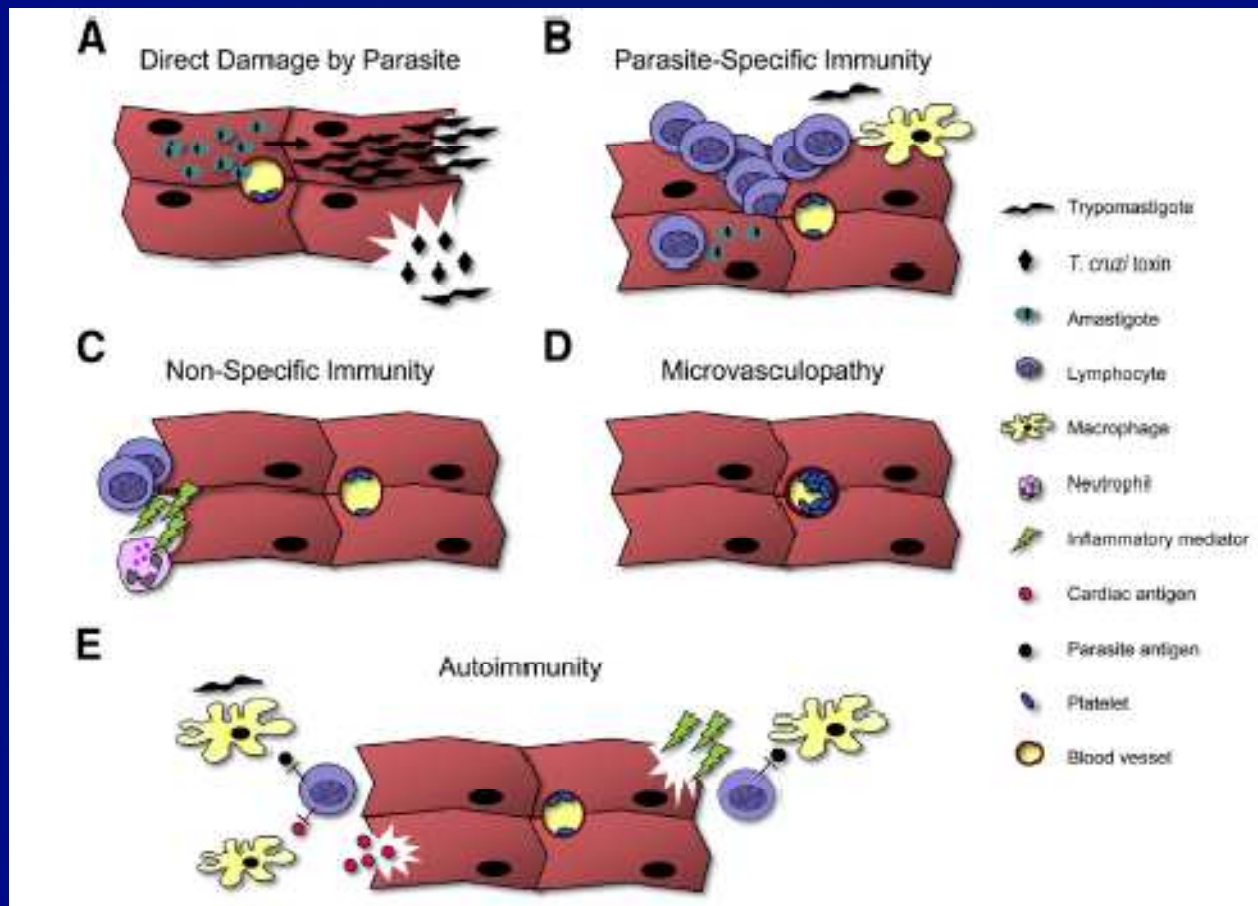 A
Direct Damage by Parasite
B
Parasite-Specific Immunity
Trypomastigote
T. cruzi toxin
Amastigote
Lymphocyte
Macrophage
Neutrophil
Inflammatory mediator
Cardiac antigen
Parasite antigen
Platelet
Blood vessel
C
Non-Specific Immunity
D
Microvasculopathy
E
Autoimmunity